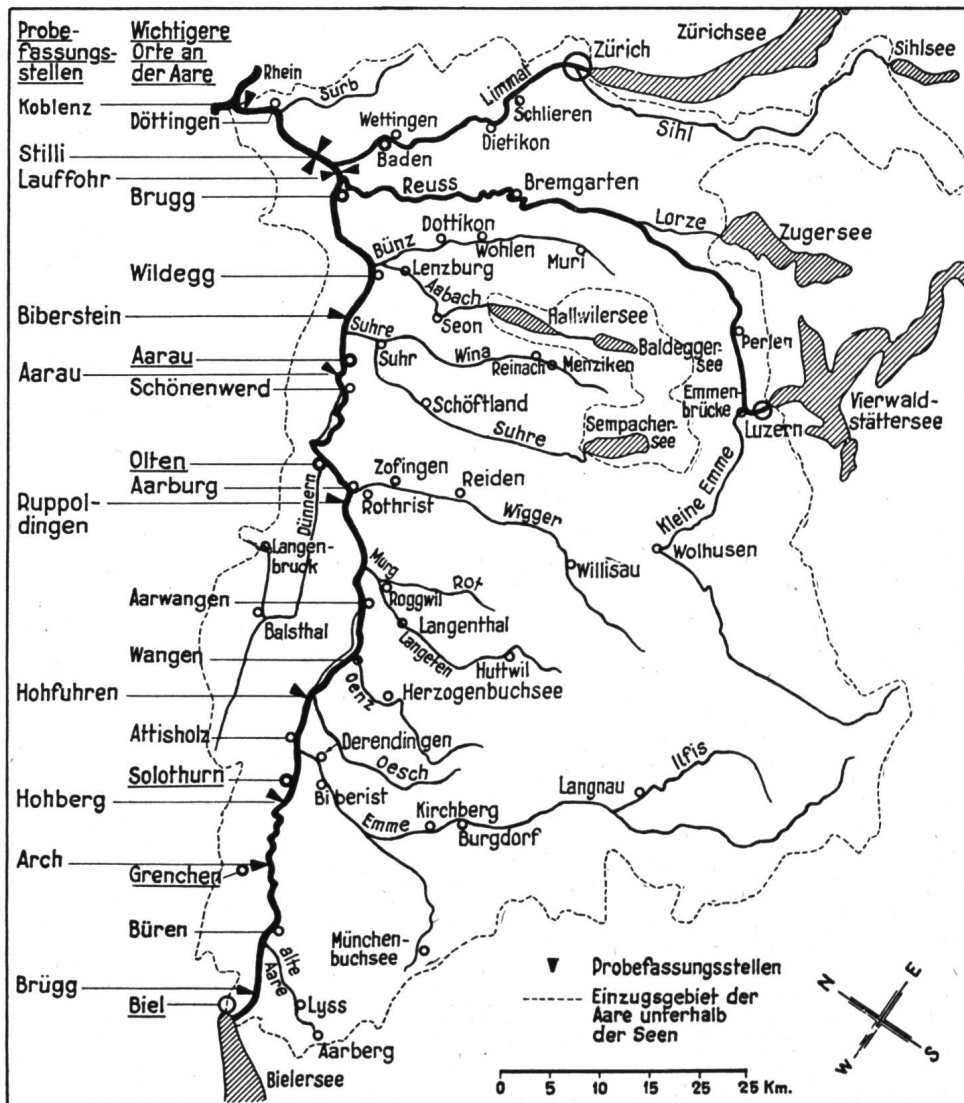 Probe-
fassungs-
stellen
Wichtigere
Orte an
der Aare
Koblenz
Döttingen
Stilli
Lauffohr
Brugg
Wildegg
Biberstein
Aarau
Aarau
Schönenwerd
Olten
Aarburg
Ruppol-
dingen
Aarwangen
Wangen
Hohfuhren
Attisholz
Solothurn
Hohberg
Arch
Grenchen
Büren
Brügg
Biel
Rhein
Surb
Limmat
Zürich
Zürichsee
Sihlsee
Schlieren
Sihl
Wettingen
Dietikon
Baden
Reuss
Bremgarten
Lorze
Zugersee
Bünz
Dottikon
Wohlen
Muri
Lenzburg
Aabach
Seon
Hallwilersee
Baldegger-
see
Perlen
Suhre
Suhr
Wina
Reinach
Menziken
Schöftland
Suhre
Sempacher-
see
Emmen-
brücke
Luzern
Vierwald-
stättersee
Kleine Emme
Zofingen
Reiden
Rothrist
Wigger
Wolhusen
Willisau
Dünnern
Langen-
bruck
Balsthal
Murg
Rot
Roggwil
Langenthal
Langeten
Huttwil
Oenz
Herzogenbuchsee
Derendingen
Oesch
Biberist
Emme
Kirchberg
Burgdorf
Langnau
Ilfis
München-
buchsee
alte
Aare
Lyss
Aarberg
Bielersee
Probefassungsstellen
Einzugsgebiet der
Aare unterhalb
der Seen
N
E
W
S
0 5 10 15 25 25 Km.